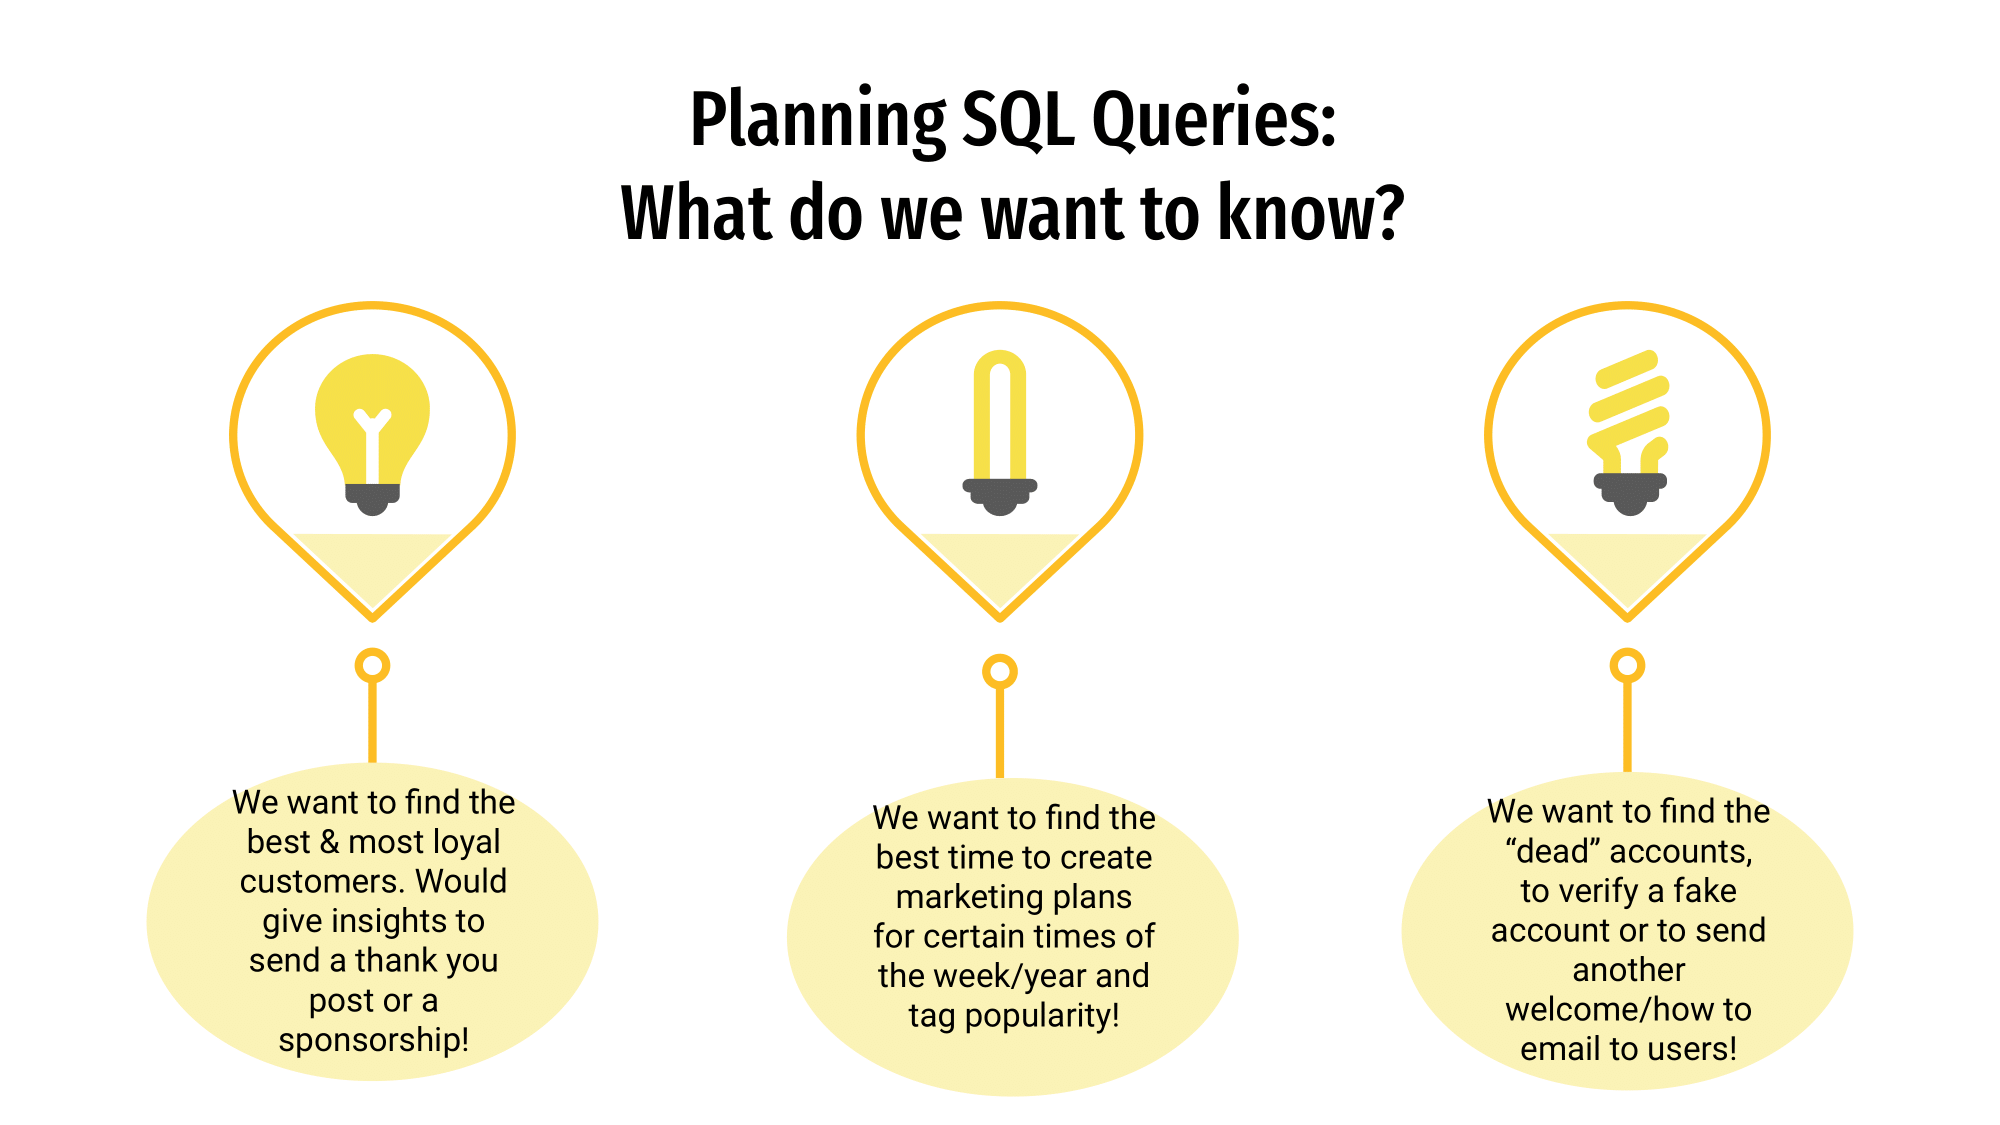 Planning SQL Queries:
What do we want to know?
We want to find the
best & most loyal
customers. Would
give insights to
send a thank you
post or a
sponsorship!
We want to find the
best time to create
marketing plans
for certain times of
the week/year and
tag popularity!
We want to find the
“dead” accounts,
to verify a fake
account or to send
another
welcome/how to
email to users!